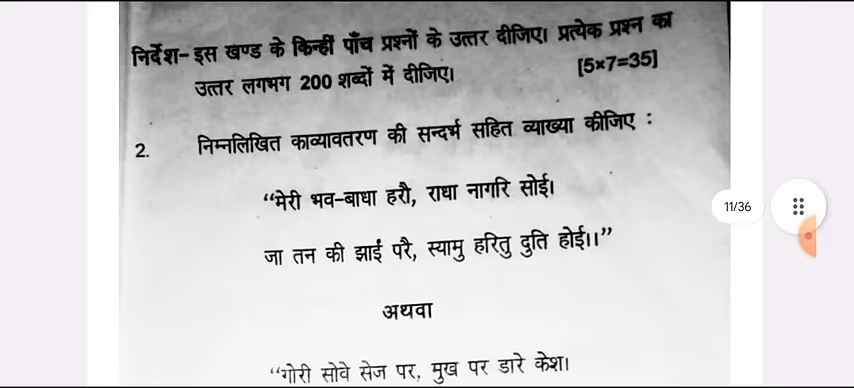 निर्देश- इस खण्ड के किन्हीं पाँच प्रश्नों के उत्तर दीजिए। प्रत्येक प्रश्न का
उत्तर लगभग 200 शब्दों में दीजिए। [5×7=35]
2. निम्नलिखित काव्यावतरण की सन्दर्भ सहित व्याख्या कीजिए :
“मेरी भव-बाधा हरौ, राधा नागरि सोई।
जा तन की झाईं परै, स्यामु हरितु दुति होई।।”
11/36
अथवा
“गोरी सोवे सेज पर, मुख पर डारे केश।